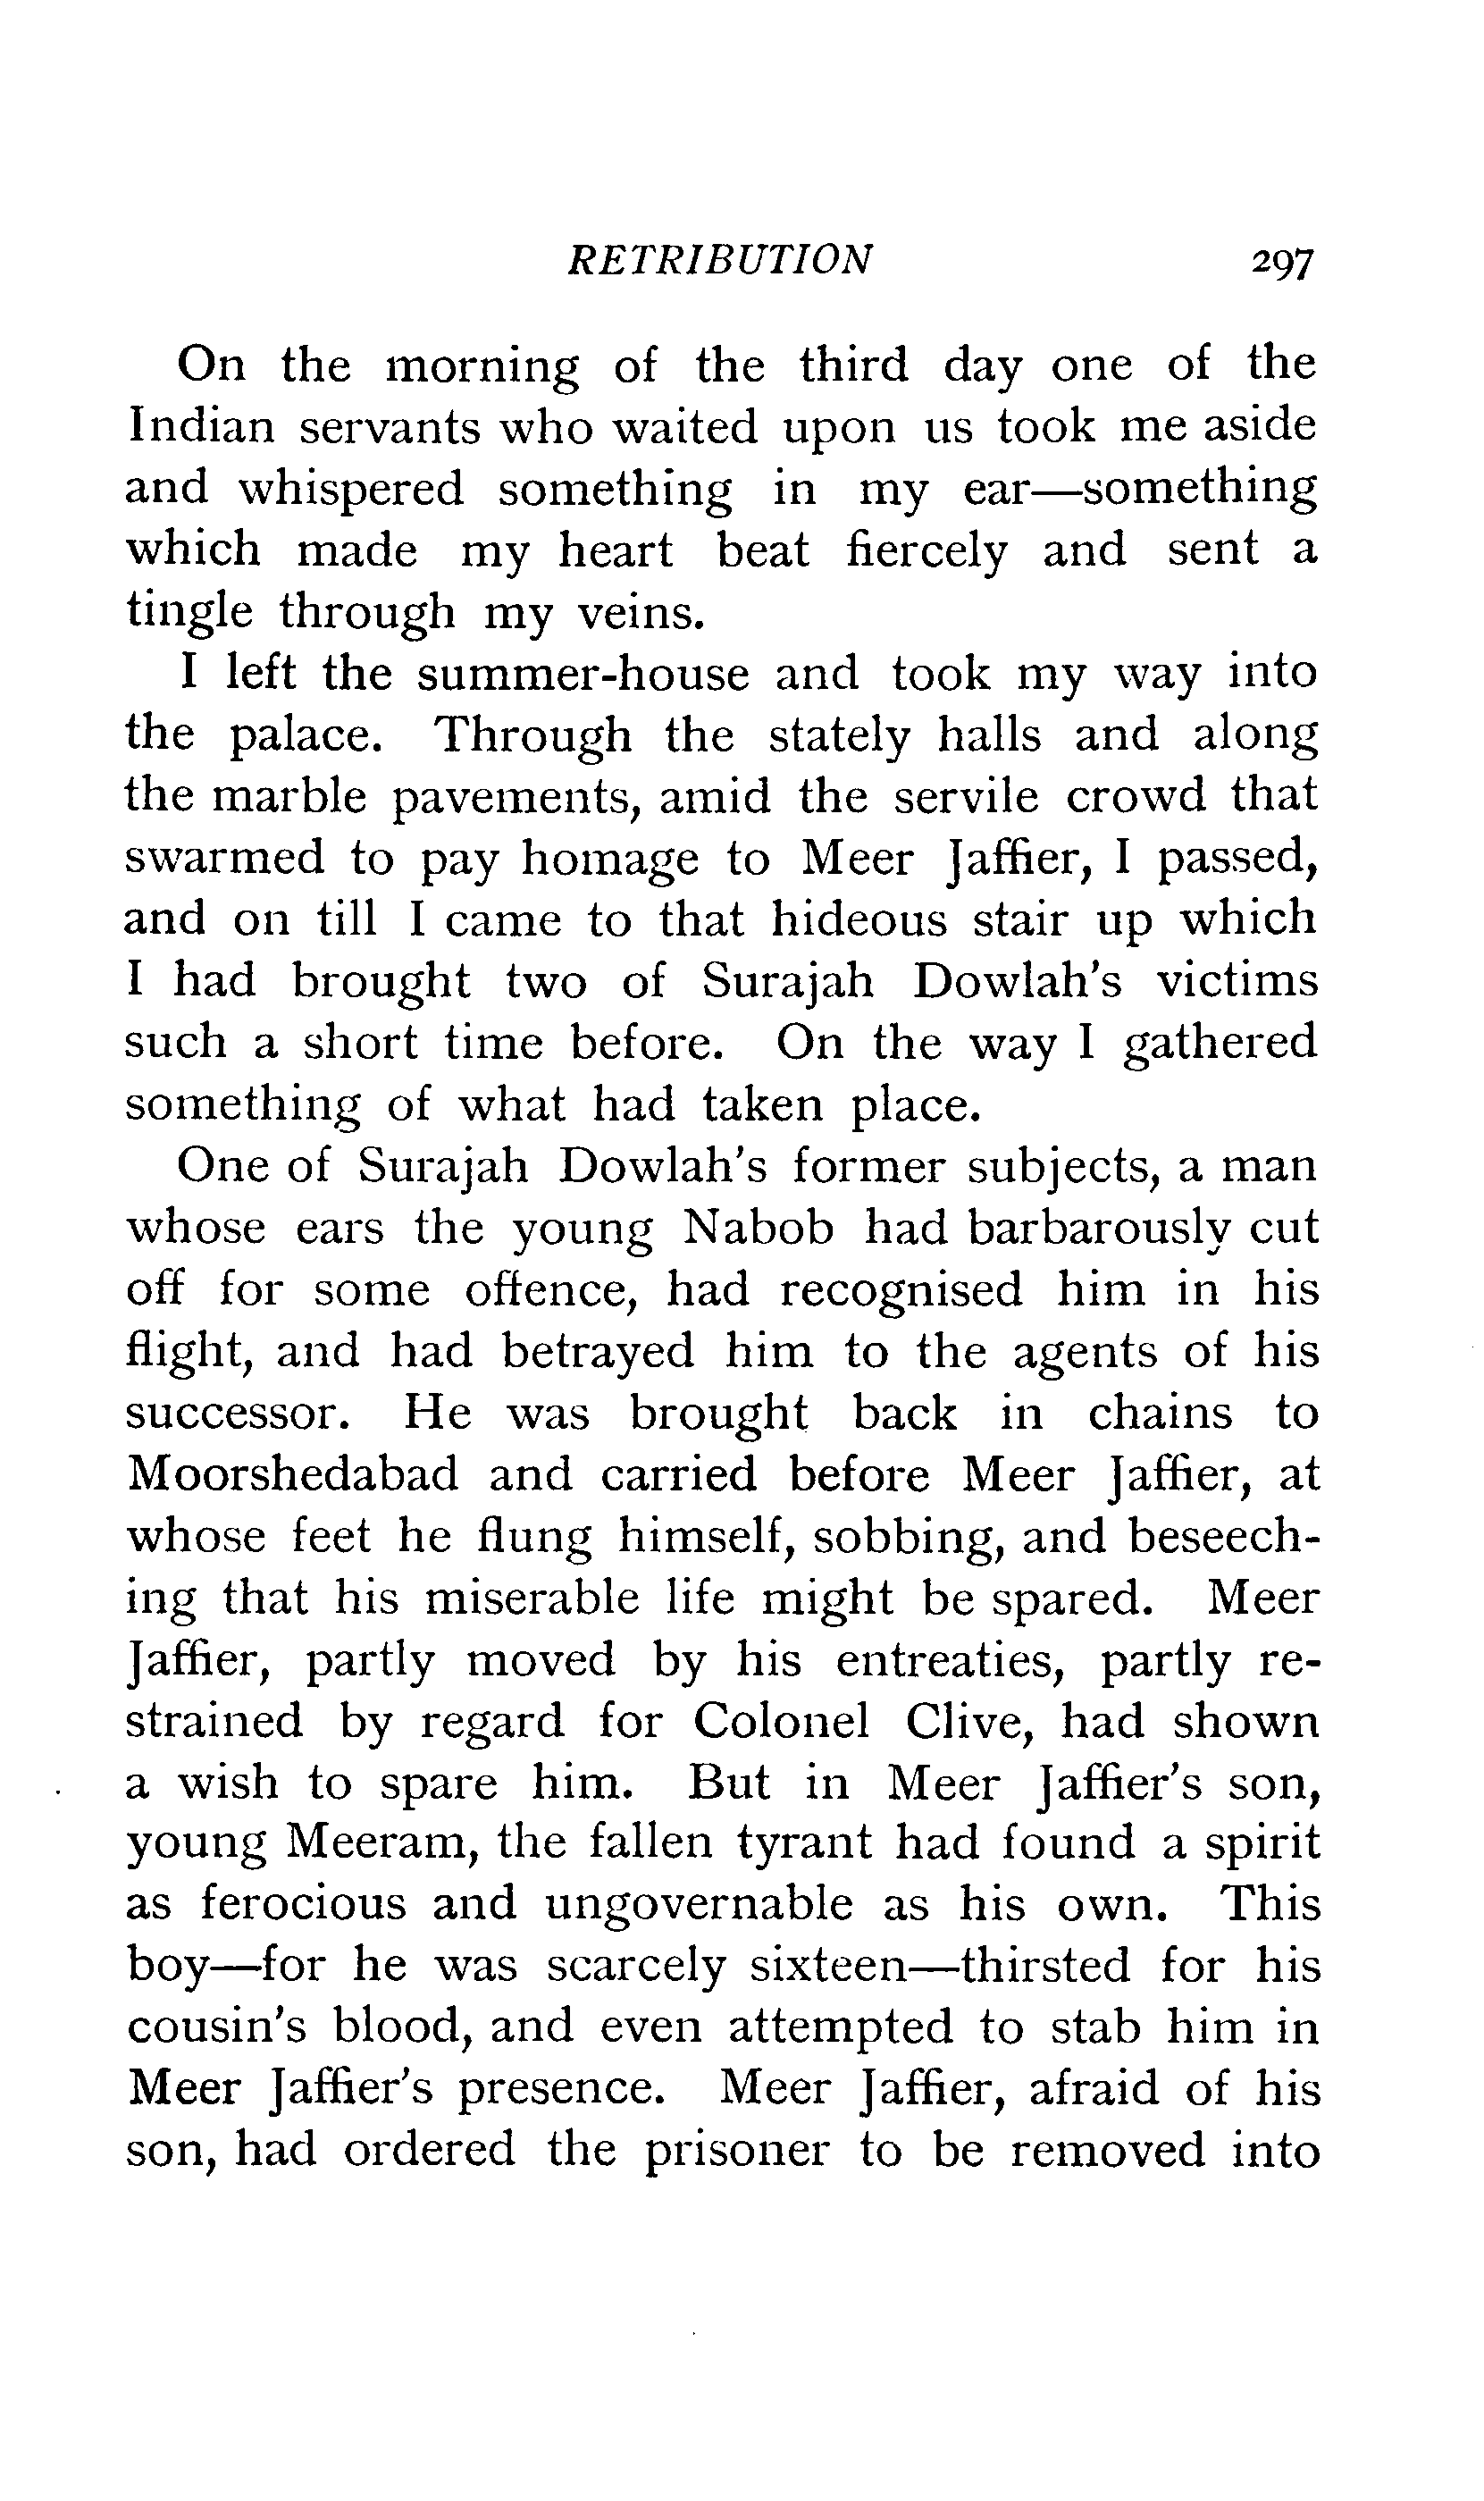 RETRIBUTION 297
On the morning of the third day one of the
Indian servants who waited upon us took me aside
and whispered something in my ear—something
which made my heart beat fiercely and sent a
tingle through my veins.
I left the summer-house and took my way into
the palace. Through the stately halls and along
the marble pavements, amid the servile crowd that
swarmed to pay homage to Meer Jaffier, I passed,
and on till I came to that hideous stair up which
I had brought two of Surajah Dowlah's victims
such a short time before. On the way I gathered
something of what had taken place.
One of Surajah Dowlah's former subjects, a man
whose ears the young Nabob had barbarously cut
off for some offence, had recognised him in his
flight, and had betrayed him to the agents of his
successor. He was brought back in chains to
Moorshedabad and carried before Meer Jaffier, at
whose feet he flung himself, sobbing, and beseech-
ing that his miserable life might be spared. Meer
Jaffier, partly moved by his entreaties, partly re-
strained by regard for Colonel Clive, had shown
a wish to spare him. But in Meer Jaffier's son,
young Meeram, the fallen tyrant had found a spirit
as ferocious and ungovernable as his own. This
boy—for he was scarcely sixteen—thirsted for his
cousin's blood, and even attempted to stab him in
Meer Jaffier's presence. Meer Jaffier, afraid of his
son, had ordered the prisoner to be removed into